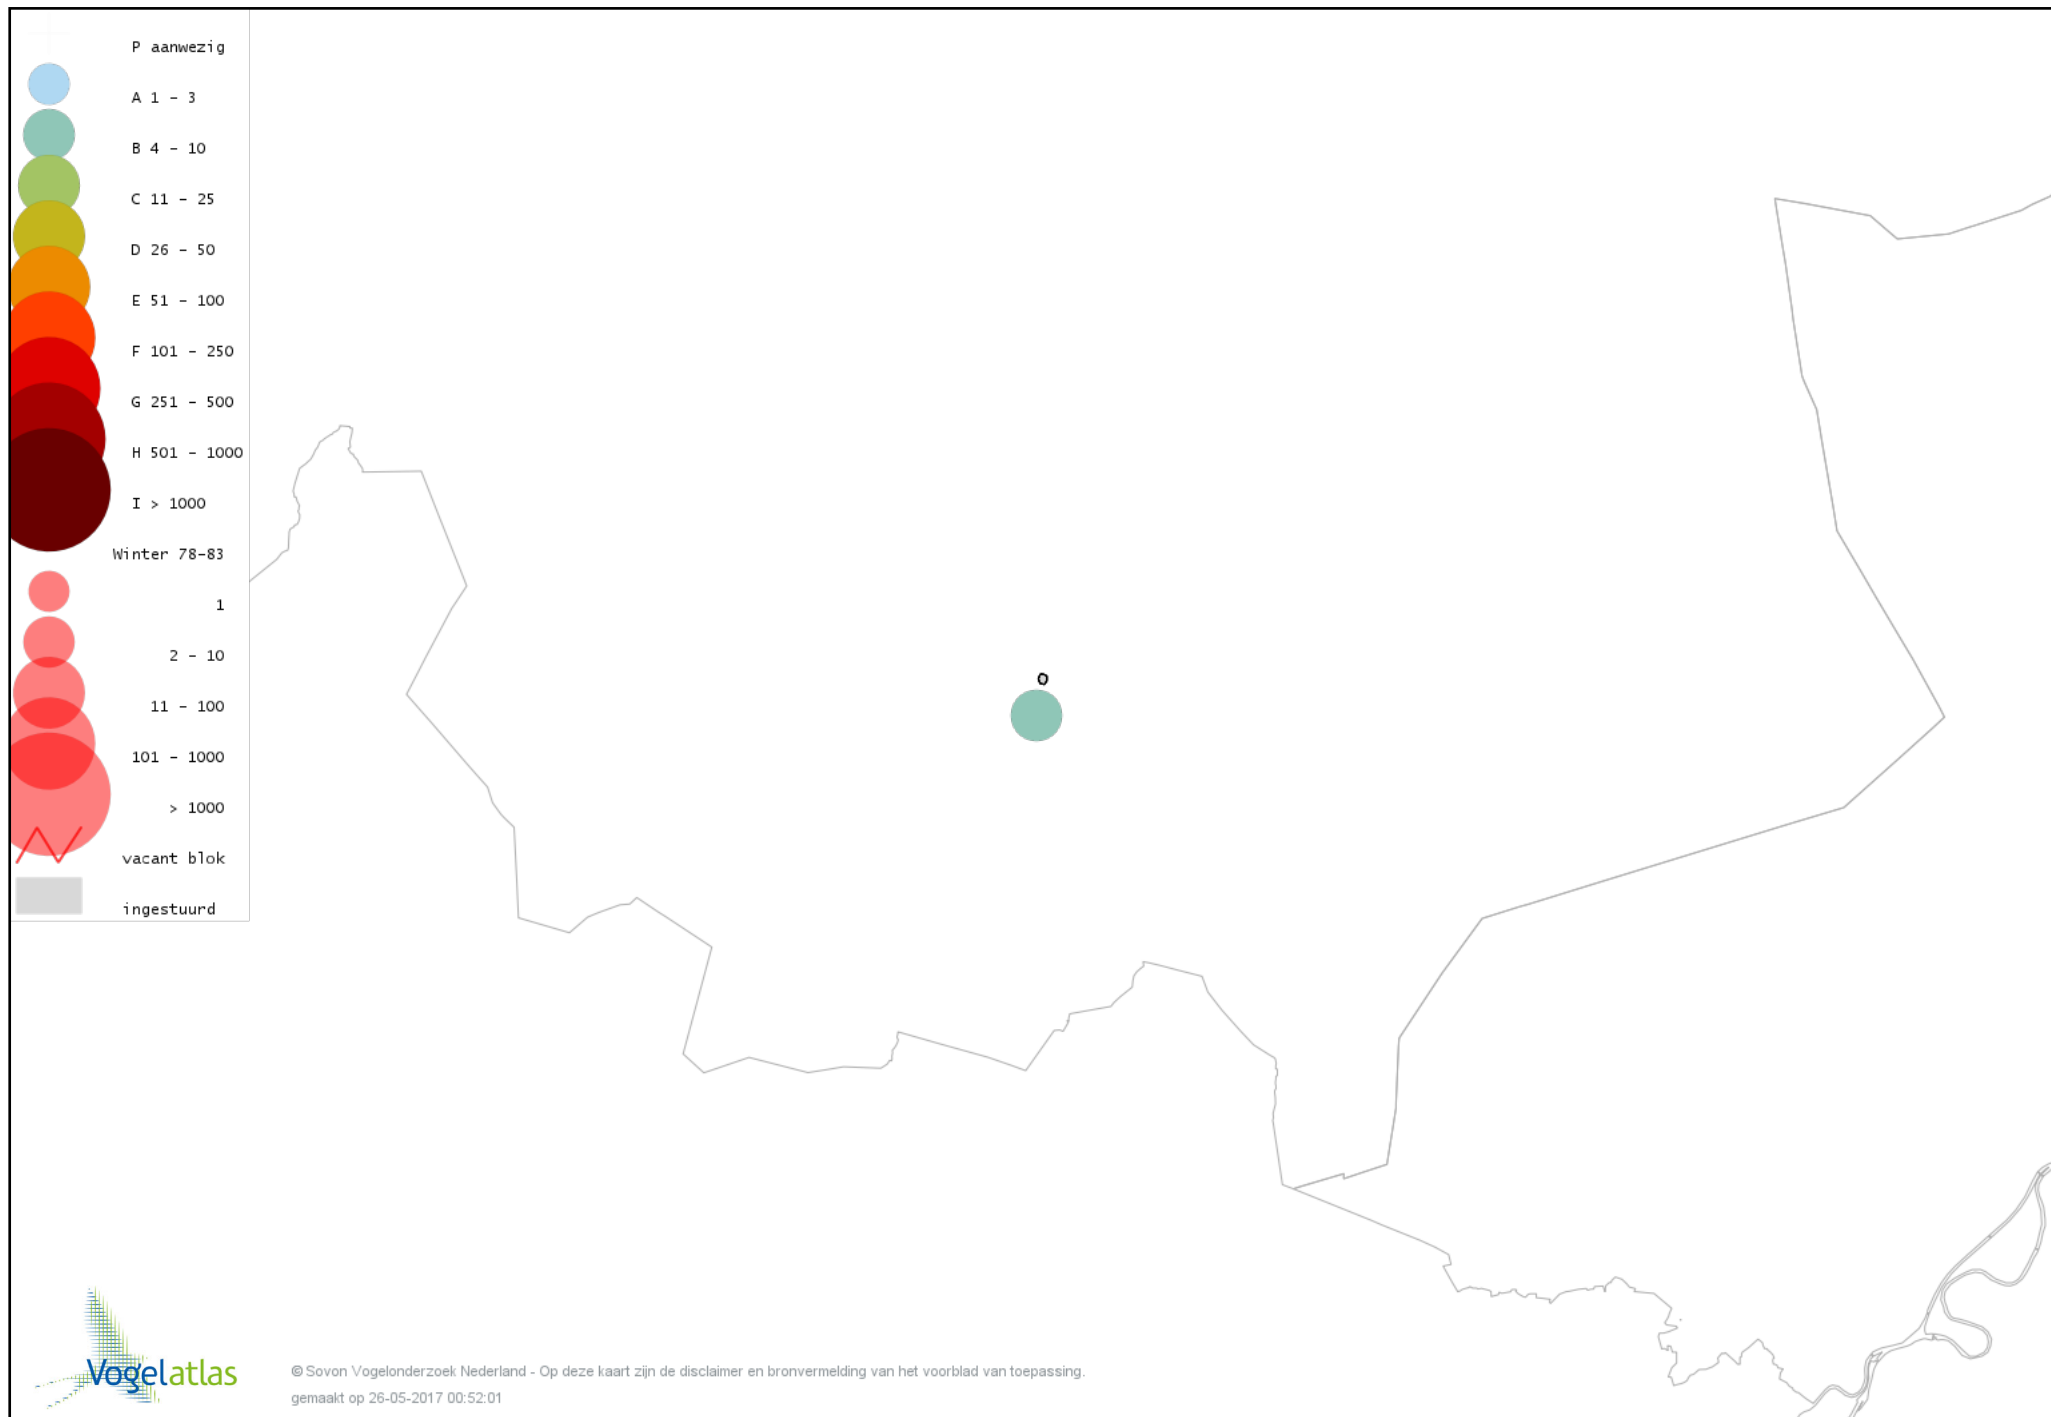 P aanwezig
A 1 - 3
B 4 - 10
C 11 - 25
D 26 - 50
E 51 - 100
F 101 - 250
G 251 - 500
H 501 - 1000
I > 1000
Winter 78-83
1
2 - 10
11 - 100
101 - 1000
> 1000
vacant blok
ingestuurd
Vogelatlas
© Sovon Vogelonderzoek Nederland - Op deze kaart zijn de disclaimer en bronvermelding van het voorblad van toepassing.
gemaakt op 26-05-2017 00:52:01